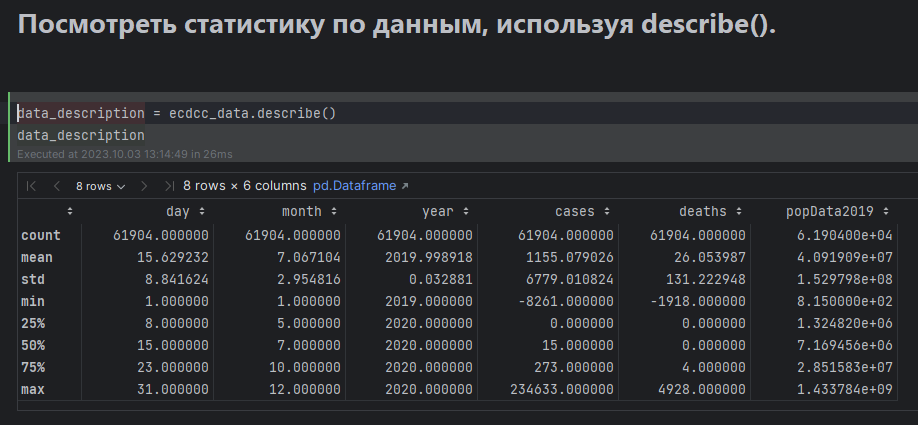 Посмотреть статистику по данным, используя describe().
data_description = ecdcc_data.describe()
data_description
Executed at 2023.10.03 13:14:49 in 26ms
8 rows 8 rows × 6 columns pd.Dataframe
day month year cases deaths popData2019
count 61904.000000 61904.000000 61904.000000 61904.000000 61904.000000 6.190400e+04
mean 15.629232 7.067104 2019.998918 1155.079026 26.053987 4.091909e+07
std 8.841624 2.954816 0.032881 6779.010824 131.222948 1.529798e+08
min 1.000000 1.000000 2019.000000 -8261.000000 -1918.000000 8.150000e+02
25% 8.000000 5.000000 2020.000000 0.000000 0.000000 1.324820e+06
50% 15.000000 7.000000 2020.000000 15.000000 0.000000 7.169456e+06
75% 23.000000 10.000000 2020.000000 273.000000 4.000000 2.851583e+07
max 31.000000 12.000000 2020.000000 234633.000000 4928.000000 1.433784e+09